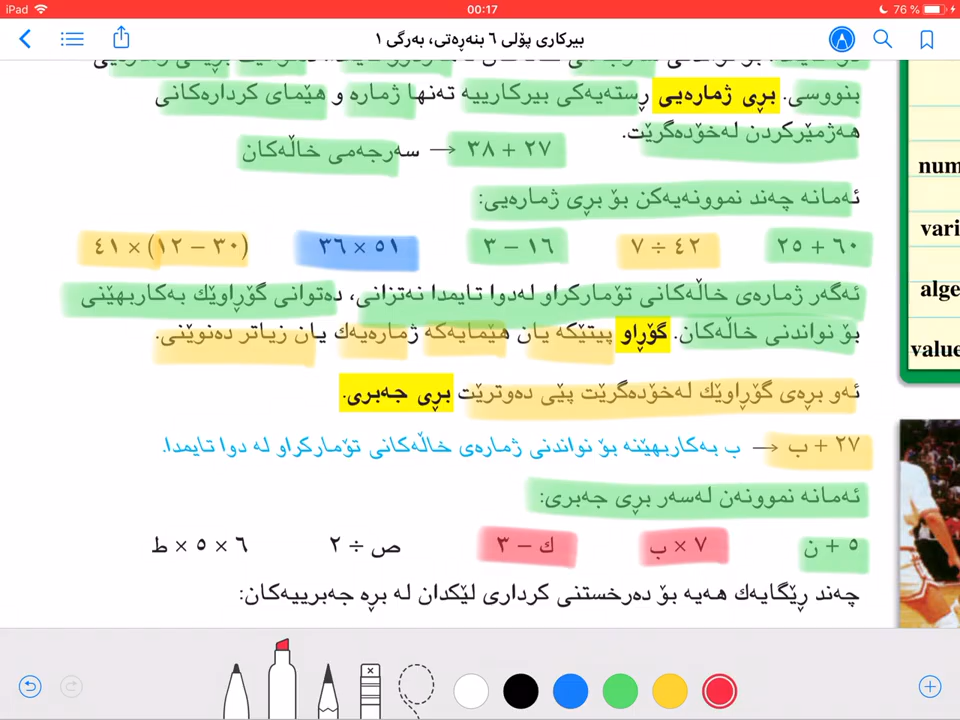 iPad 00:17 76 %
بیرکاری پۆلی ٦ بنەڕەتی، بەرگی ١
بنووسی. بڕی ژمارەیی ڕستەیەکی بیرکارییە تەنها ژمارە و هێمای کردارەکانی
هەژمێرکردن لەخۆدەگرێت.
٢٧ + ٣٨ → سەرجەمی خاڵەکان
ئەمانە چەند نموونەیەکن بۆ بڕی ژمارەیی:
٦٠ + ٢٥ ٤٢ ÷ ٧ ١٦ − ٣ ٥١ × ٣٦ (٣٠ − ١٢) × ٤١
ئەگەر ژمارەی خاڵەکانی تۆمارکراو لەدوا تایمدا نەتزانی، دەتوانی گۆڕاوێك بەکاربهێنی
بۆ نواندنی خاڵەکان. گۆڕاو پیتێکە یان هێمایەکە ژمارەیەك یان زیاتر دەنوێنی.
ئەو بڕەی گۆڕاوێك لەخۆدەگرێت پێی دەوترێت بڕی جەبری.
٢٧ + ب → ب بەکاربهێنە بۆ نواندنی ژمارەی خاڵەکانی تۆمارکراو لە دوا تایمدا.
ئەمانە نموونەن لەسەر بڕی جەبری:
٥ + ن ٧ × ب ك − ٣ ص ÷ ٢ ٦ × ٥ × ط
چەند ڕێگایەك هەیە بۆ دەرخستنی کرداری لێکدان لە بڕە جەبرییەکان:
num
vari
alge
value